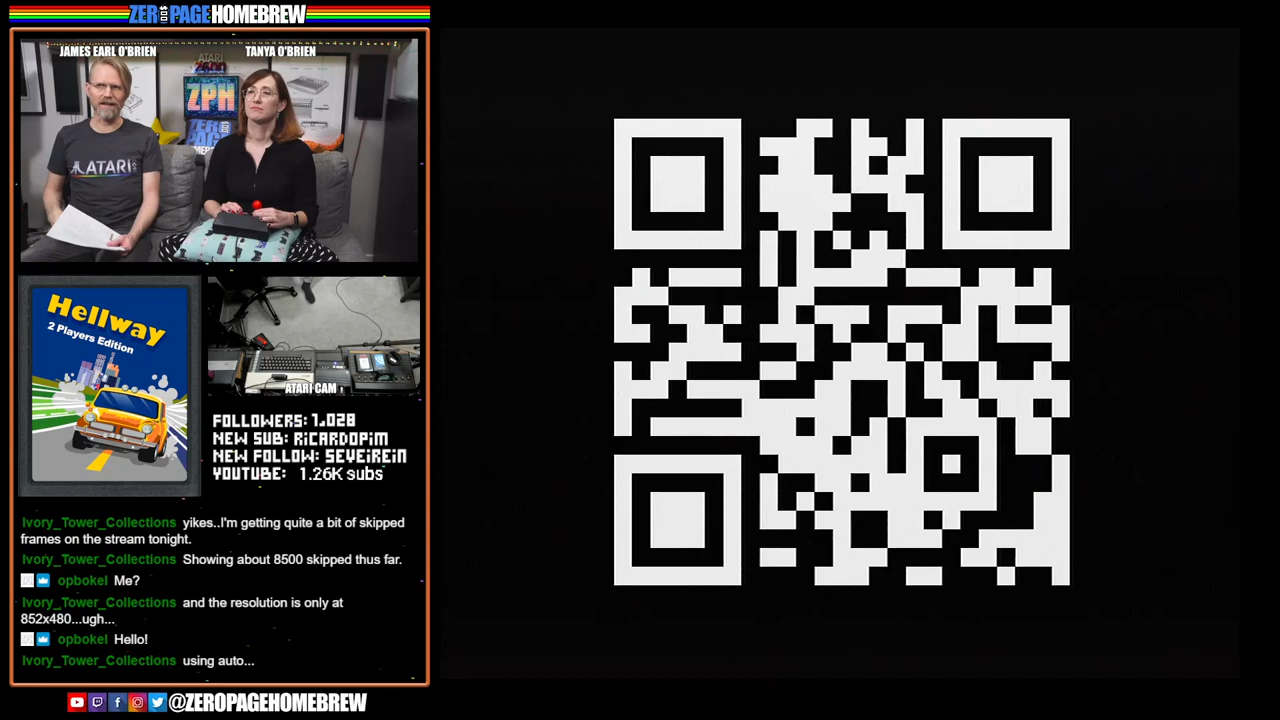 ZEROPAGEHOMEBREW
JAMES EARL O'BRIEN
TANYA O'BRIEN
ATARI
2600
ZPH
ZERO
PAGE
ATARI
Hellway
2 Players Edition
ATARI CAM
FOLLOWERS: 1,028
NEW SUB: RICARDOPIM
NEW FOLLOW: SEVEIREIN
YOUTUBE: 1.26K subs
Ivory_Tower_Collections yikes..I'm getting quite a bit of skipped
frames on the stream tonight.
Ivory_Tower_Collections Showing about 8500 skipped thus far.
opbokel Me?
Ivory_Tower_Collections and the resolution is only at
852x480...ugh...
opbokel Hello!
Ivory_Tower_Collections using auto...
@ZEROPAGEHOMEBREW